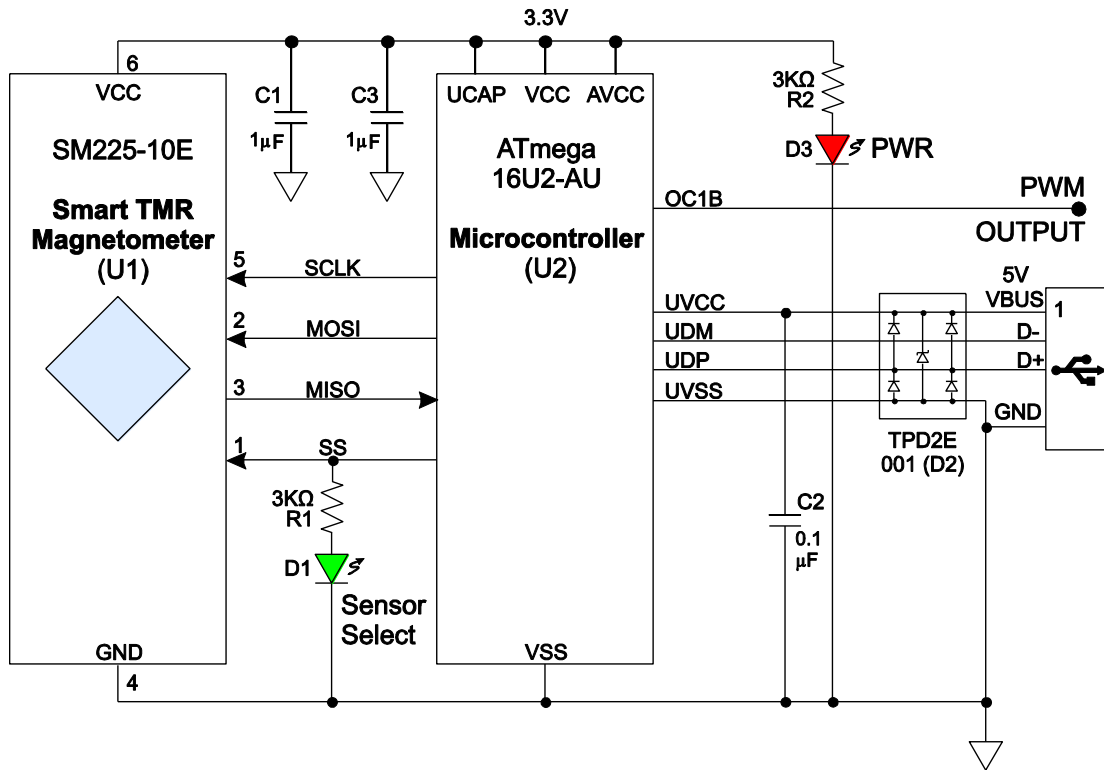 3.3V
6
VCC
SM225-10E
Smart TMR
Magnetometer
(U1)
C1
1µF
C3
1µF
UCAP
VCC
AVCC
ATmega
16U2-AU
Microcontroller
(U2)
3KΩ
R2
D3
PWR
OC1B
PWM
OUTPUT
5
SCLK
2
MOSI
3
MISO
1
SS
3KΩ
R1
D1
Sensor
Select
UVCC
UDM
UDP
UVSS
5V
VBUS
1
D-
D+
GND
TPD2E
001 (D2)
C2
0.1
µF
GND
4
VSS